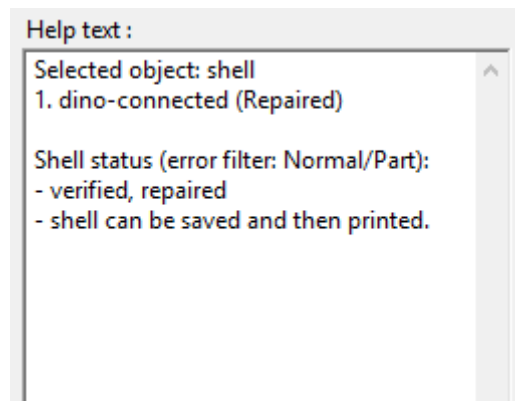 Help text :
Selected object: shell
1. dino-connected (Repaired)
Shell status (error filter: Normal/Part):
- verified, repaired
- shell can be saved and then printed.